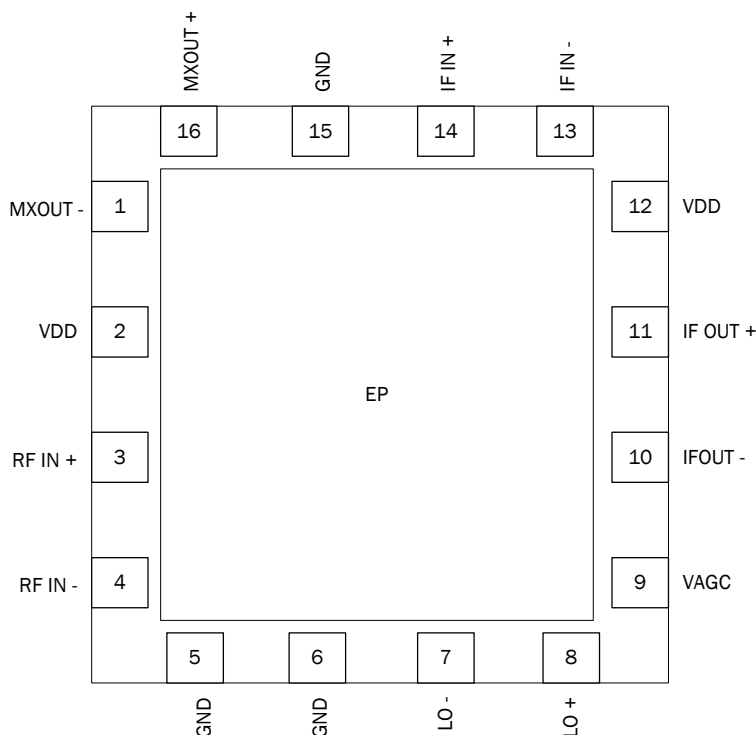 MXOUT +
GND
IF IN +
IF IN -
16
15
14
13
MXOUT -
1
12
VDD
VDD
2
11
IF OUT +
EP
RF IN +
3
10
IFOUT -
RF IN -
4
9
VAGC
5
6
7
8
GND
GND
LO -
LO +